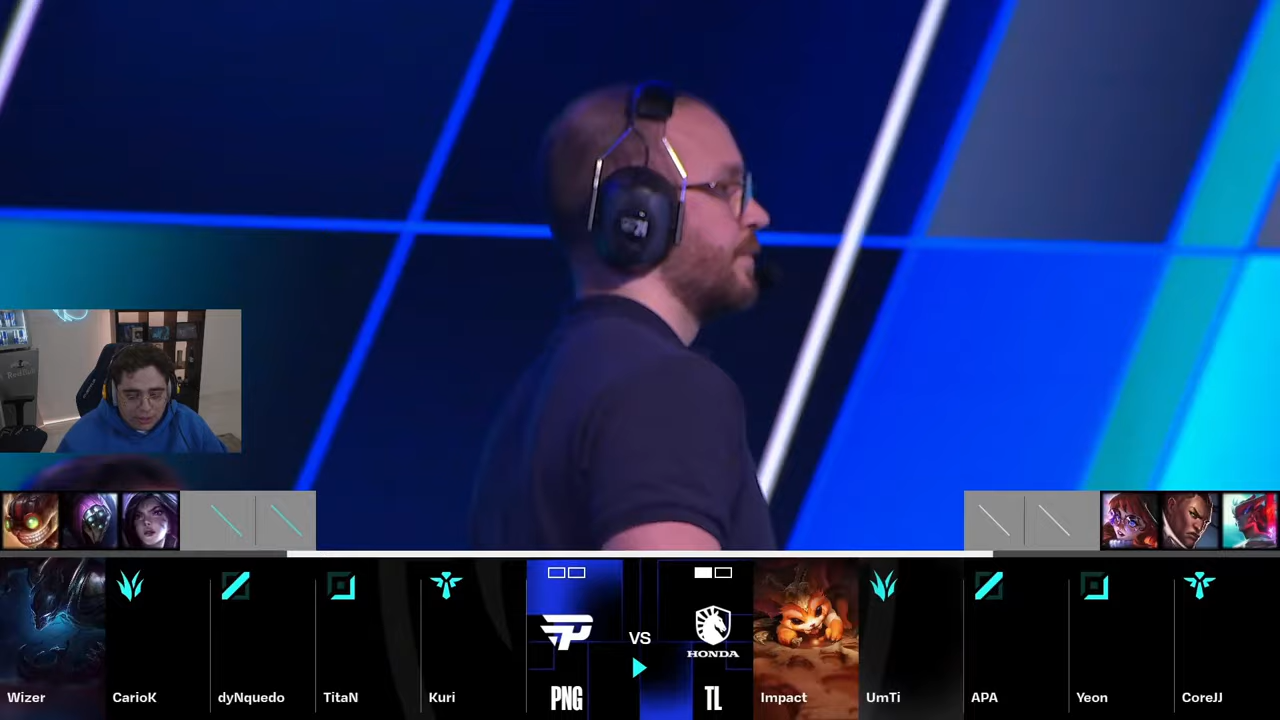 Wizer
CarioK
dyNquedo
TitaN
Kuri
VS
HONDA
PNG
TL
Impact
UmTi
APA
Yeon
CoreJJ